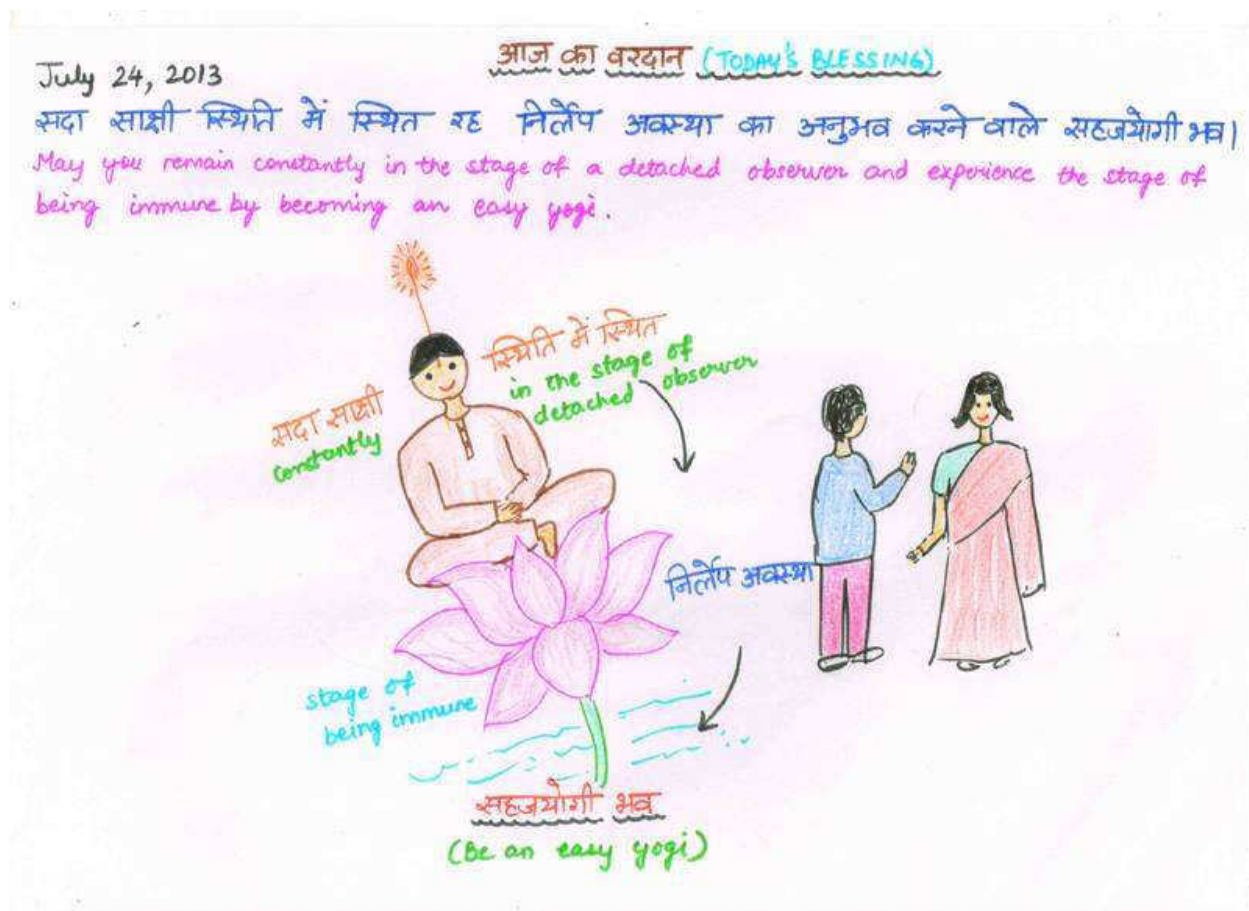 आज का वरदान (TODAY'S BLESSING)
July 24, 2013
सदा साक्षी स्थिति में स्थित रह निर्लेप अवस्था का अनुभव करने वाले सहजयोगी भव।
May you remain constantly in the stage of a detached observer and experience the stage of
being immune by becoming an easy yogi.
स्थिति में स्थित
in the stage of
detached observer
सदा साक्षी
constantly
निर्लेप अवस्था
stage of
being immune
सहजयोगी भव
(Be an easy yogi)